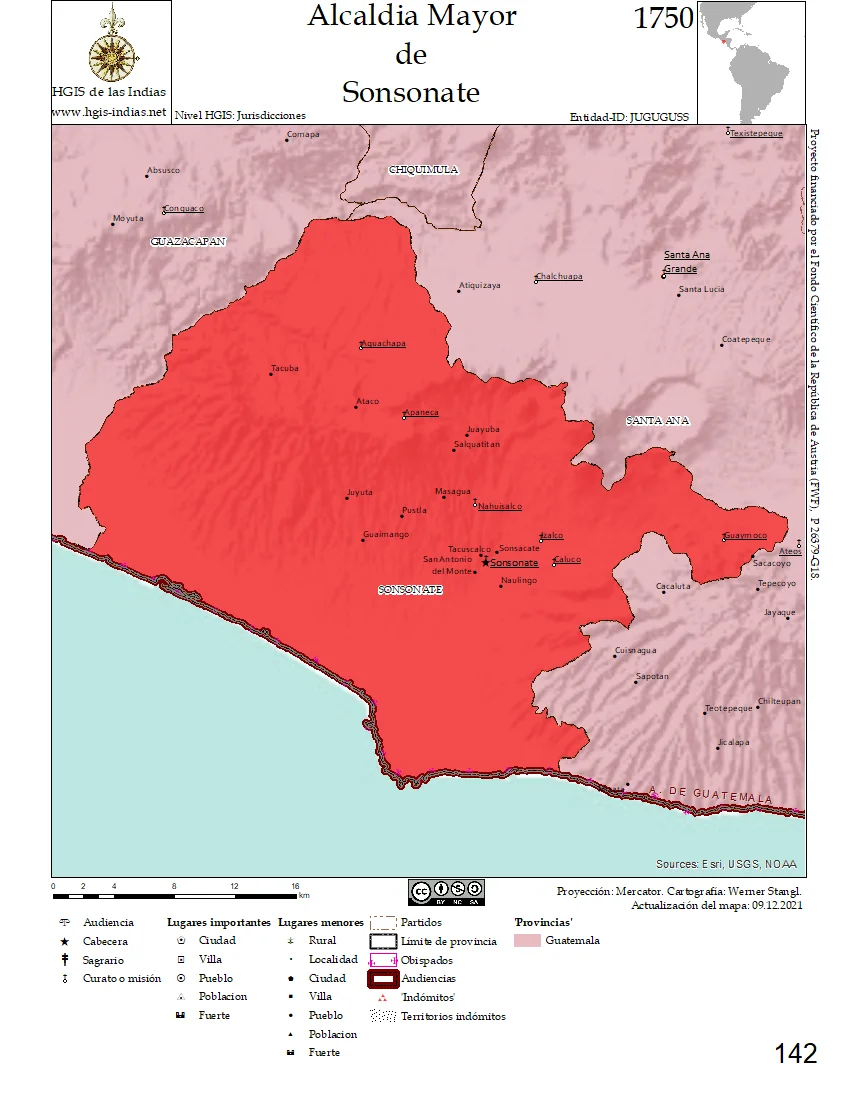 Alcaldia Mayor
de
Sonsonate
1750
HGIS de las Indias
www.hgis-indias.net
Nivel HGIS: Jurisdicciones
Entidad-ID: JUGUGUSS
Comapa
Texistepeque
CHIQUIMULA
Absusco
Conquaco
Moyuta
GUAZACAPAN
Santa Ana
Grande
Chalchuapa
Atiquizaya
Santa Lucia
Aquachapa
Coatepeque
Tacuba
Ataco
Apaneca
SANTA ANA
Juayuba
Salquatitan
Juyuta
Masagua
Nahuisalco
Pustla
Guaimango
Izalco
Guaymoco
Tacuscalco
Sonsacate
Ateos
San Antonio
del Monte
Sonsonate
Caluco
Sacacoyo
Naulingo
SONSONATE
Cacaluta
Tepecoyo
Jayaque
Cuisnagua
Sapotan
Teotepeque
Chilteupan
Jicalapa
A. DE GUATEMALA
Sources: Esri, USGS, NOAA
Proyecto financiado por el Fondo Científico de la República de Austria (FWF), P 26379-G18.
0 2 4 8 12 16
km
cc
BY NC SA
Proyección: Mercator. Cartografía: Werner Stangl.
Actualización del mapa: 09.12.2021
Audiencia
Cabecera
Sagrario
Curato o misión
Lugares importantes
Ciudad
Villa
Pueblo
Poblacion
Fuerte
Lugares menores
Rural
Localidad
Ciudad
Villa
Pueblo
Poblacion
Fuerte
Partidos
Límite de provincia
Obispados
Audiencias
'Indómitos'
Territorios indómitos
'Provincias'
Guatemala
142